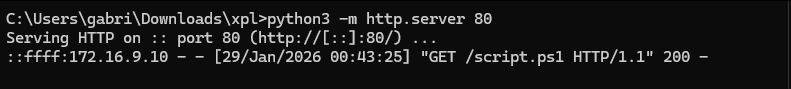 C:\Users\gabri\Downloads\xpl>python3 -m http.server 80
Serving HTTP on :: port 80 (http://[::]:80/) ...
::ffff:172.16.9.10 - - [29/Jan/2026 00:43:25] "GET /script.ps1 HTTP/1.1" 200 -